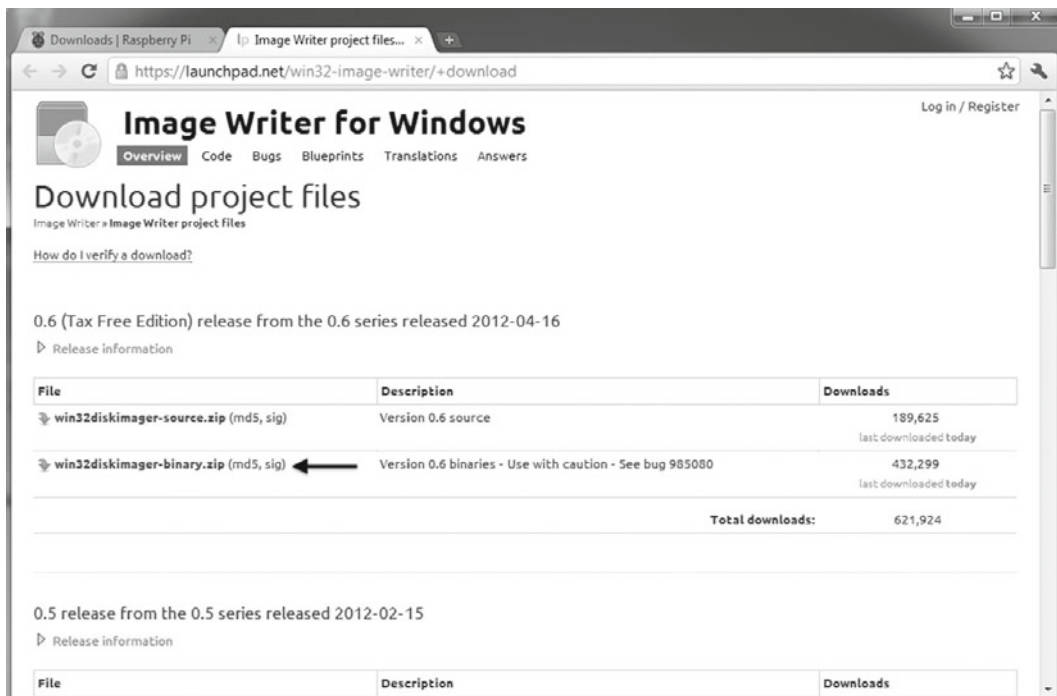 Downloads | Raspberry Pi
lp Image Writer project files...
https://launchpad.net/win32-image-writer/+download
Log in / Register
Image Writer for Windows
Overview Code Bugs Blueprints Translations Answers
Download project files
Image Writer » Image Writer project files
How do I verify a download?
0.6 (Tax Free Edition) release from the 0.6 series released 2012-04-16
Release information
File Description Downloads
win32diskimager-source.zip (md5, sig) Version 0.6 source 189,625
last downloaded today
win32diskimager-binary.zip (md5, sig) Version 0.6 binaries - Use with caution - See bug 985080 432,299
last downloaded today
Total downloads: 621,924
0.5 release from the 0.5 series released 2012-02-15
Release information
File Description Downloads